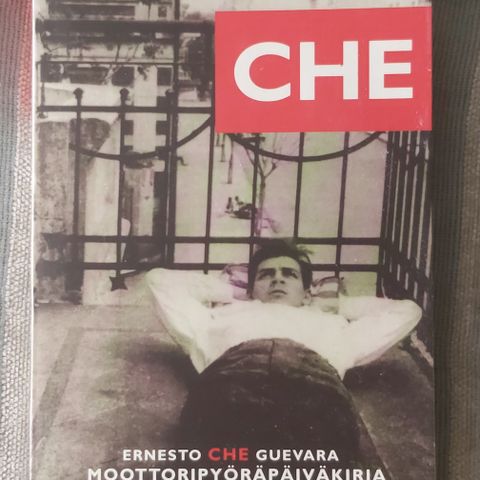 CHE
ERNESTO CHE GUEVARA
MOOTTORIPYÖRÄPÄIVÄKIRJA